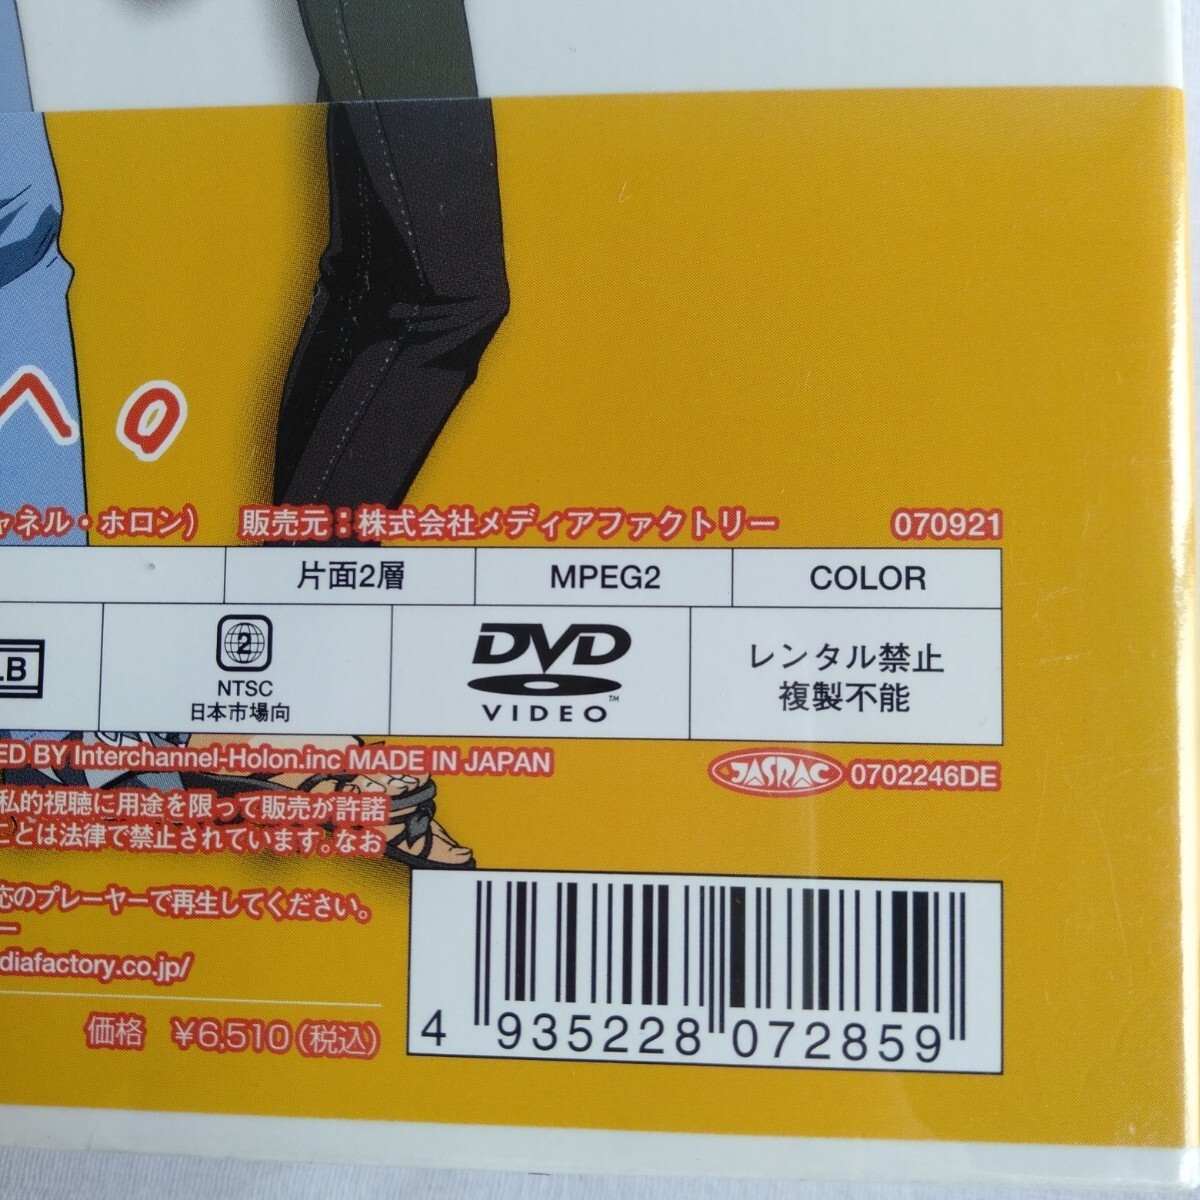 へ
ャネル・ホロン) 販売元：株式会社メディアファクトリー 070921
片面2層 MPEG2 COLOR
LB
2
NTSC
日本市場向
DVD
VIDEO™
レンタル禁止
複製不能
ED BY Interchannel-Holon.inc MADE IN JAPAN
JASRAC 0702246DE
私的視聴に用途を限って販売が許諾
ことは法律で禁止されています。なお
応のプレーヤーで再生してください。
ー
diafactory.co.jp/
価格 ¥6,510(税込)
4 935228 072859